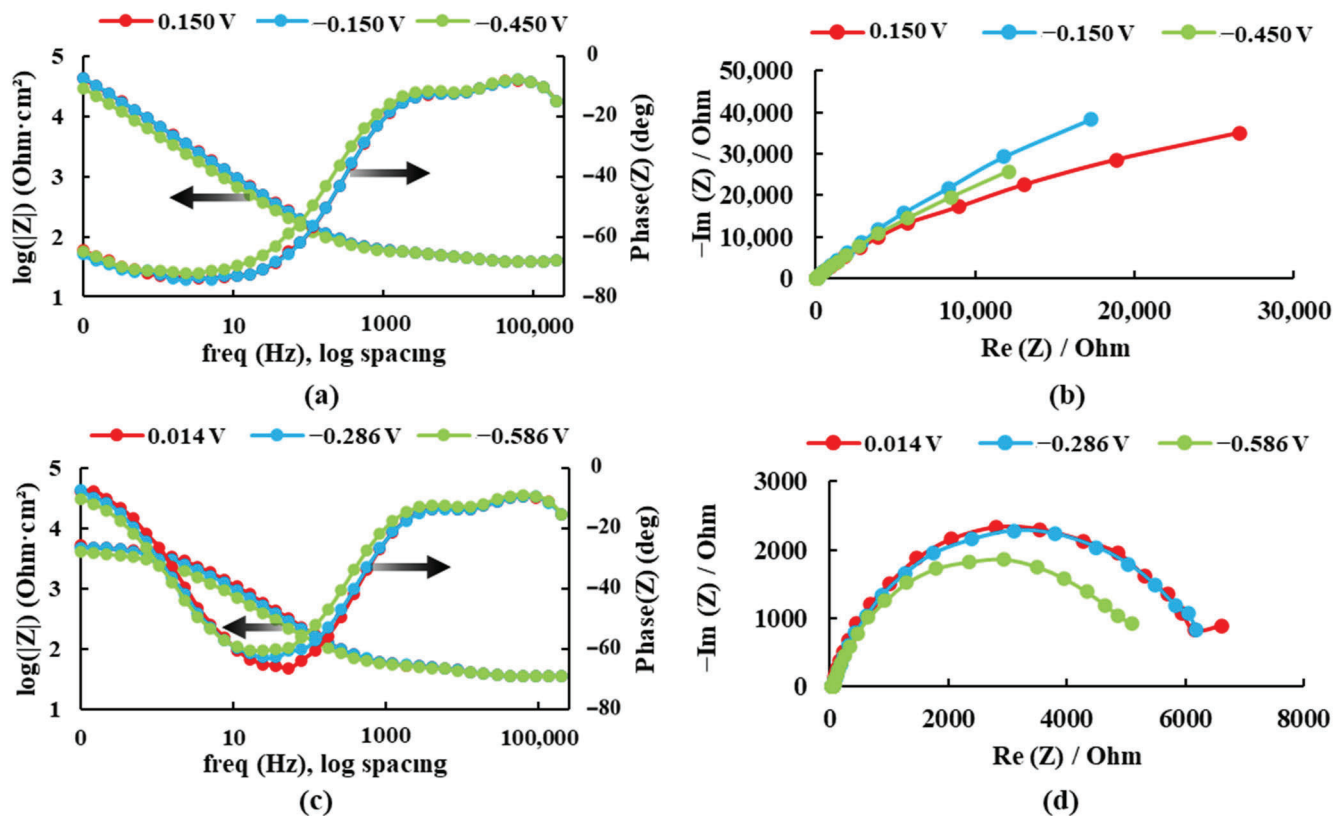 0.150 V −0.150 V −0.450 V
log(|Z|) (Ohm·cm²)
5
4
3
2
1
0
−20
−40
−60
−80
Phase(Z) (deg)
0 10 1000 100,000
freq (Hz), log spacing
(a)
0.150 V −0.150 V −0.450 V
−Im (Z) / Ohm
50,000
40,000
30,000
20,000
10,000
0
0 10,000 20,000 30,000
Re (Z) / Ohm
(b)
0.014 V −0.286 V −0.586 V
log(|Z|) (Ohm·cm²)
5
4
3
2
1
0
−20
−40
−60
−80
Phase(Z) (deg)
0 10 1000 100,000
freq (Hz), log spacing
(c)
0.014 V −0.286 V −0.586 V
−Im (Z) / Ohm
3000
2000
1000
0
0 2000 4000 6000 8000
Re (Z) / Ohm
(d)